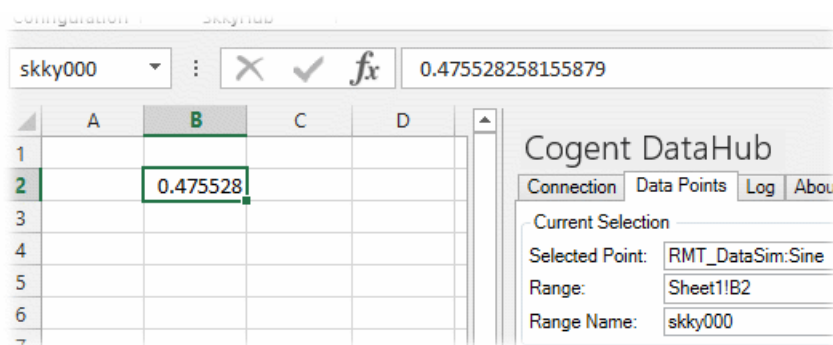 skky000 fx 0.475528258155879
A B C D
1
2 0.475528
3
4
5
6
Cogent DataHub
Connection Data Points Log
Current Selection
Selected Point: RMT_DataSim:Sine
Range: Sheet1!B2
Range Name: skky000